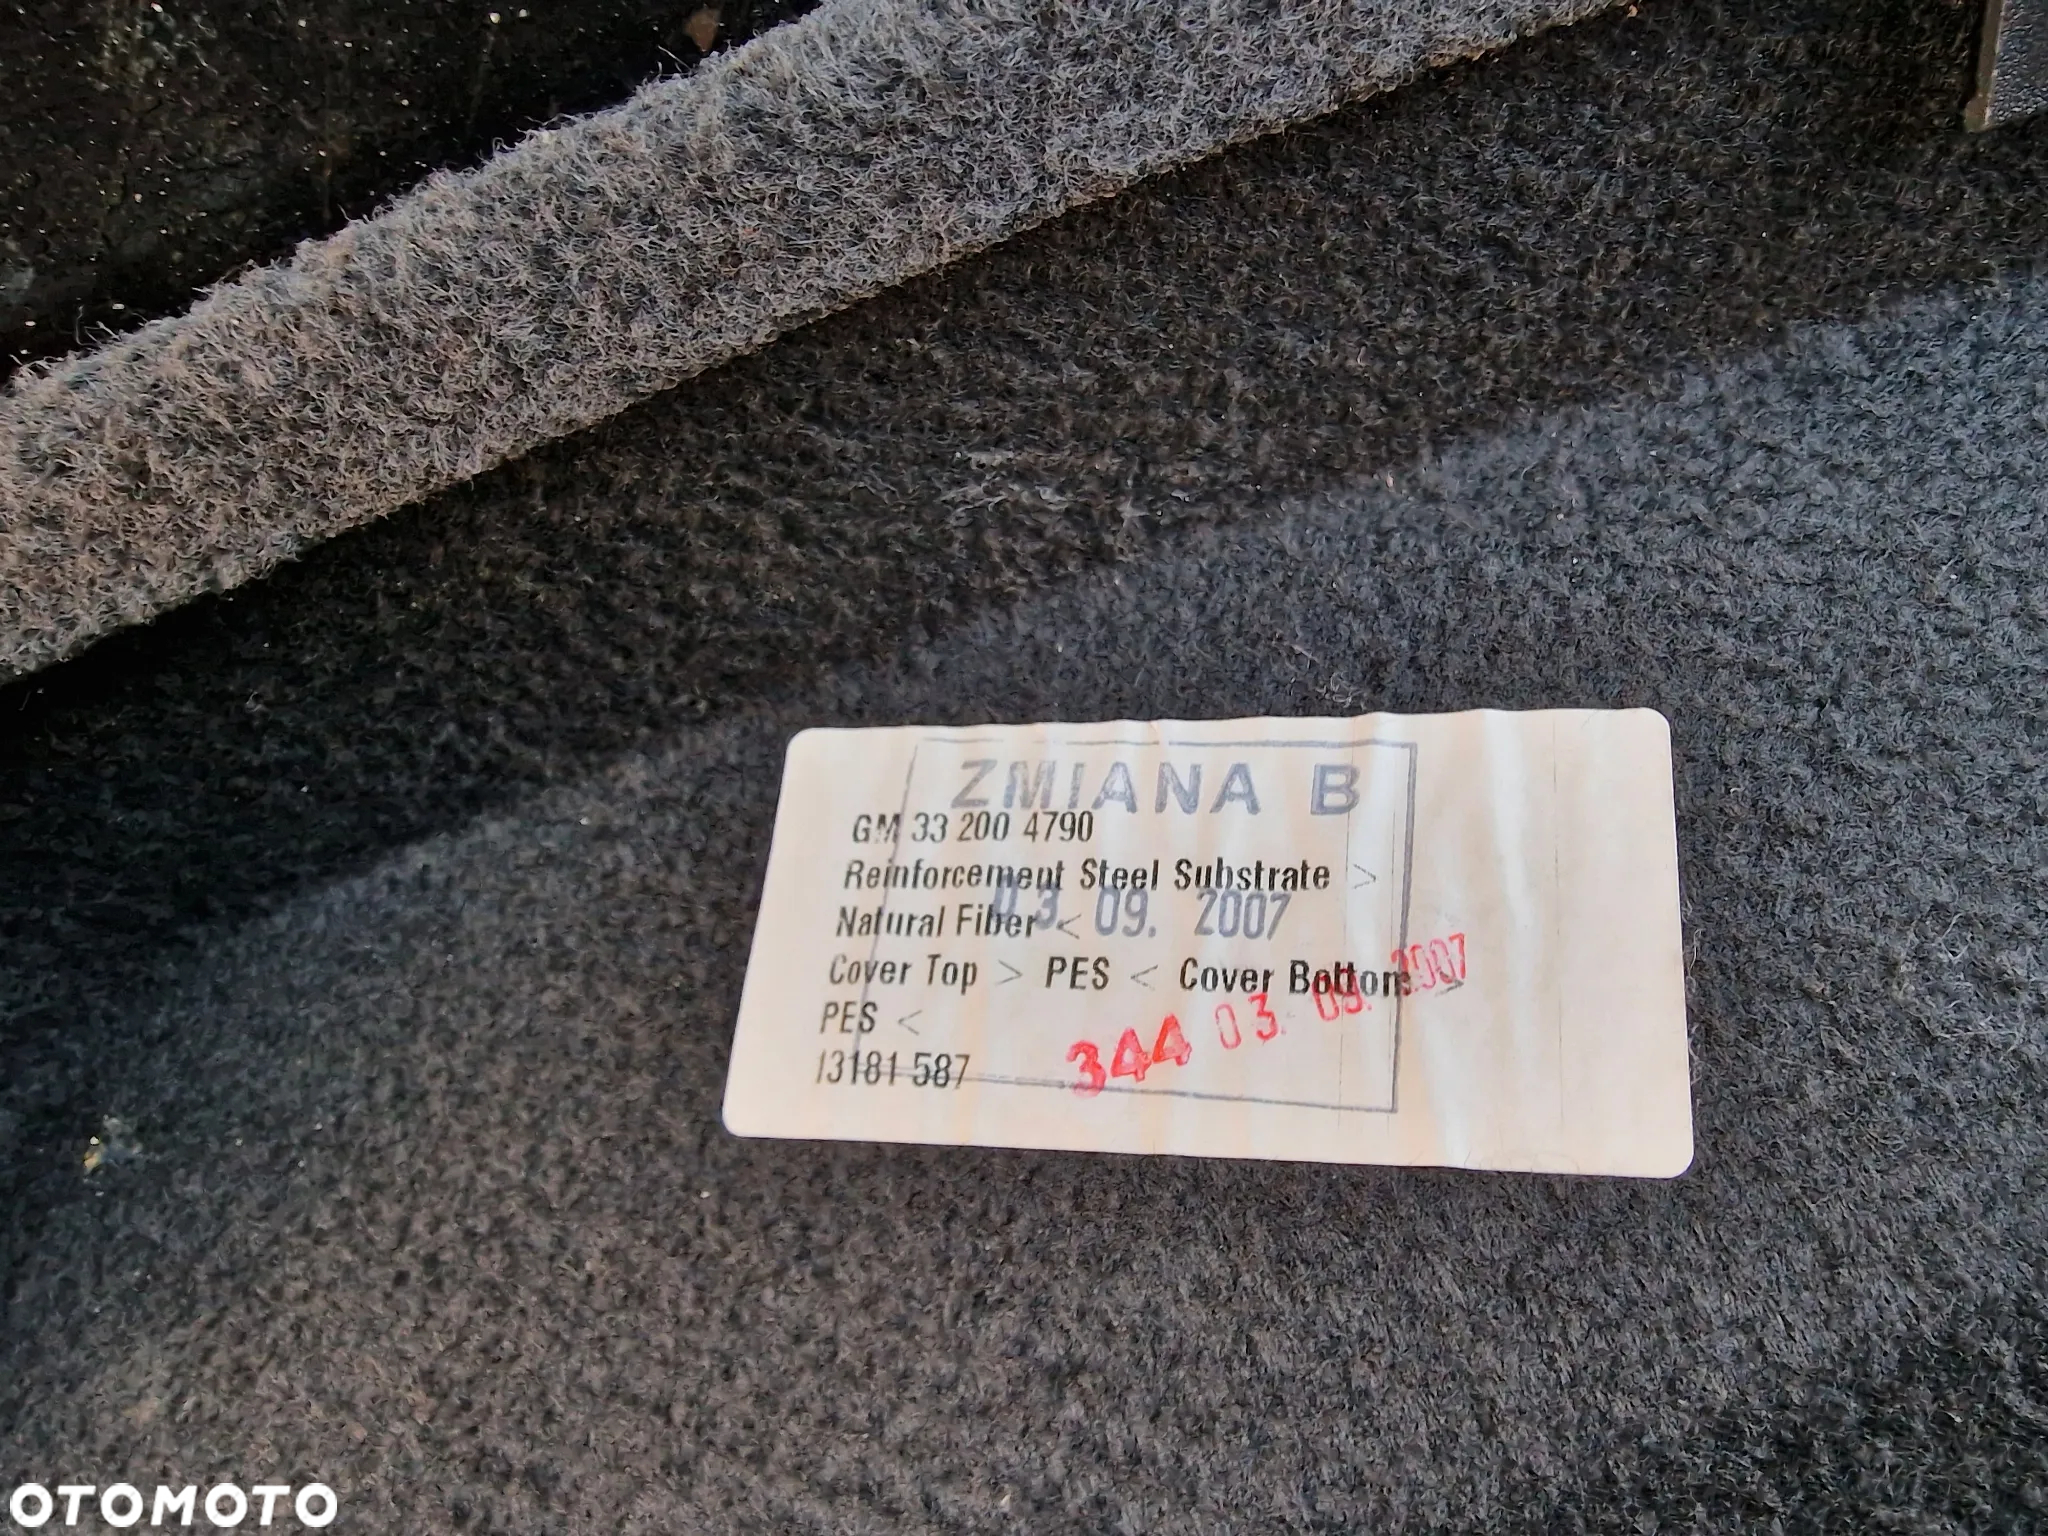 ZMIANA B
GM 33 200 4790
Reinforcement Steel Substrate >
03. 09. 2007
Natural Fiber <
Cover Top > PES < Cover Bottom >
PES <
344 03. 09. 2007
13181 587
OTOMOTO